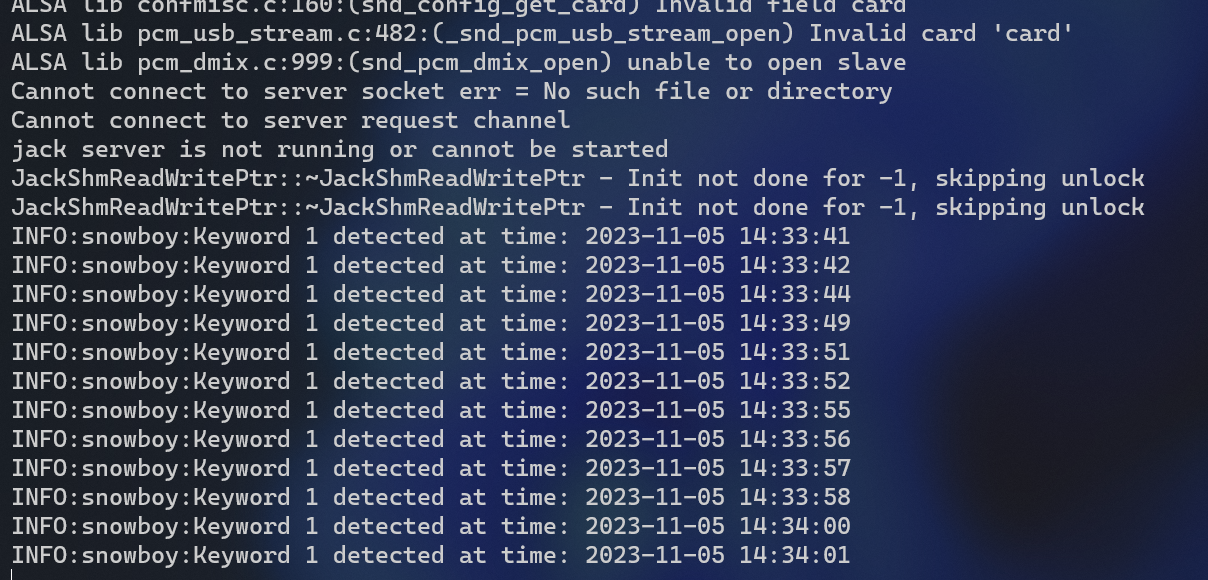 ALSA lib confmisc.c:160:(snd_config_get_card) Invalid field card
ALSA lib pcm_usb_stream.c:482:(_snd_pcm_usb_stream_open) Invalid card 'card'
ALSA lib pcm_dmix.c:999:(snd_pcm_dmix_open) unable to open slave
Cannot connect to server socket err = No such file or directory
Cannot connect to server request channel
jack server is not running or cannot be started
JackShmReadWritePtr::~JackShmReadWritePtr - Init not done for -1, skipping unlock
JackShmReadWritePtr::~JackShmReadWritePtr - Init not done for -1, skipping unlock
INFO:snowboy:Keyword 1 detected at time: 2023-11-05 14:33:41
INFO:snowboy:Keyword 1 detected at time: 2023-11-05 14:33:42
INFO:snowboy:Keyword 1 detected at time: 2023-11-05 14:33:44
INFO:snowboy:Keyword 1 detected at time: 2023-11-05 14:33:49
INFO:snowboy:Keyword 1 detected at time: 2023-11-05 14:33:51
INFO:snowboy:Keyword 1 detected at time: 2023-11-05 14:33:52
INFO:snowboy:Keyword 1 detected at time: 2023-11-05 14:33:55
INFO:snowboy:Keyword 1 detected at time: 2023-11-05 14:33:56
INFO:snowboy:Keyword 1 detected at time: 2023-11-05 14:33:57
INFO:snowboy:Keyword 1 detected at time: 2023-11-05 14:33:58
INFO:snowboy:Keyword 1 detected at time: 2023-11-05 14:34:00
INFO:snowboy:Keyword 1 detected at time: 2023-11-05 14:34:01